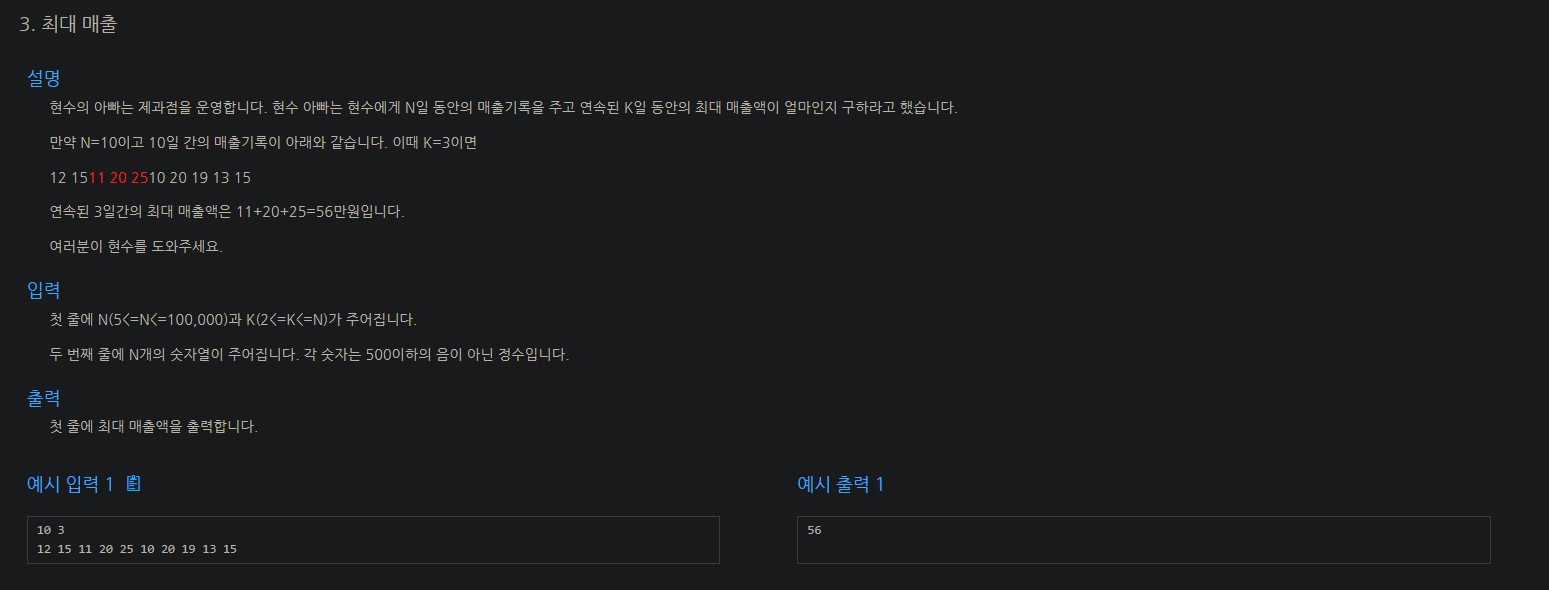 3. 최대 매출
설명
현수의 아빠는 제과점을 운영합니다. 현수 아빠는 현수에게 N일 동안의 매출기록을 주고 연속된 K일 동안의 최대 매출액이 얼마인지 구하라고 했습니다.
만약 N=10이고 10일 간의 매출기록이 아래와 같습니다. 이때 K=3이면
12 1511 20 2510 20 19 13 15
연속된 3일간의 최대 매출액은 11+20+25=56만원입니다.
여러분이 현수를 도와주세요.
입력
첫 줄에 N(5<=N<=100,000)과 K(2<=K<=N)가 주어집니다.
두 번째 줄에 N개의 숫자열이 주어집니다. 각 숫자는 500이하의 음이 아닌 정수입니다.
출력
첫 줄에 최대 매출액을 출력합니다.
예시 입력 1
10 3
12 15 11 20 25 10 20 19 13 15
예시 출력 1
56